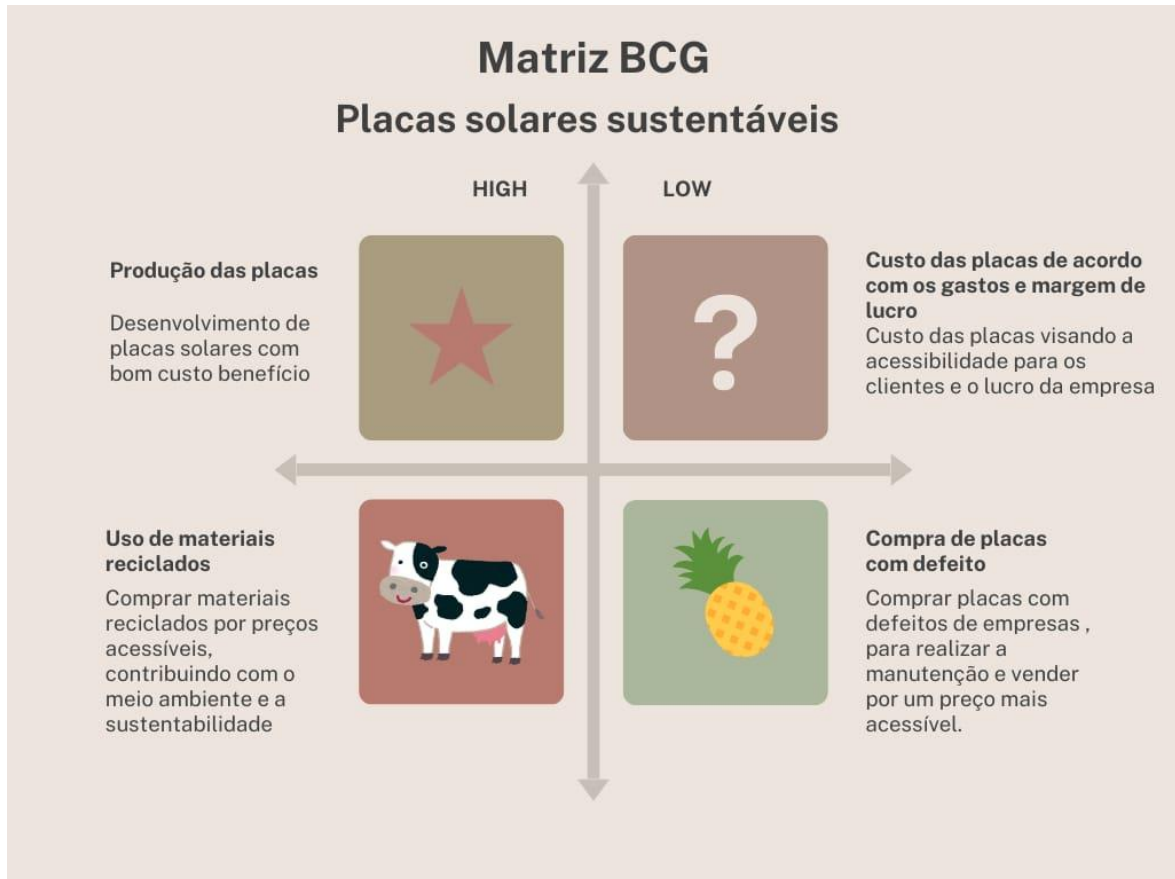 Matriz BCG
Placas solares sustentáveis
HIGH
LOW
Produção das placas
Desenvolvimento de
placas solares com
bom custo benefício
?
Custo das placas de acordo
com os gastos e margem de
lucro
Custo das placas visando a
acessibilidade para os
clientes e o lucro da empresa
Uso de materiais
reciclados
Comprar materiais
reciclados por preços
acessíveis,
contribuindo com o
meio ambiente e a
sustentabilidade
Compra de placas
com defeito
Comprar placas com
defeitos de empresas ,
para realizar a
manutenção e vender
por um preço mais
acessível.